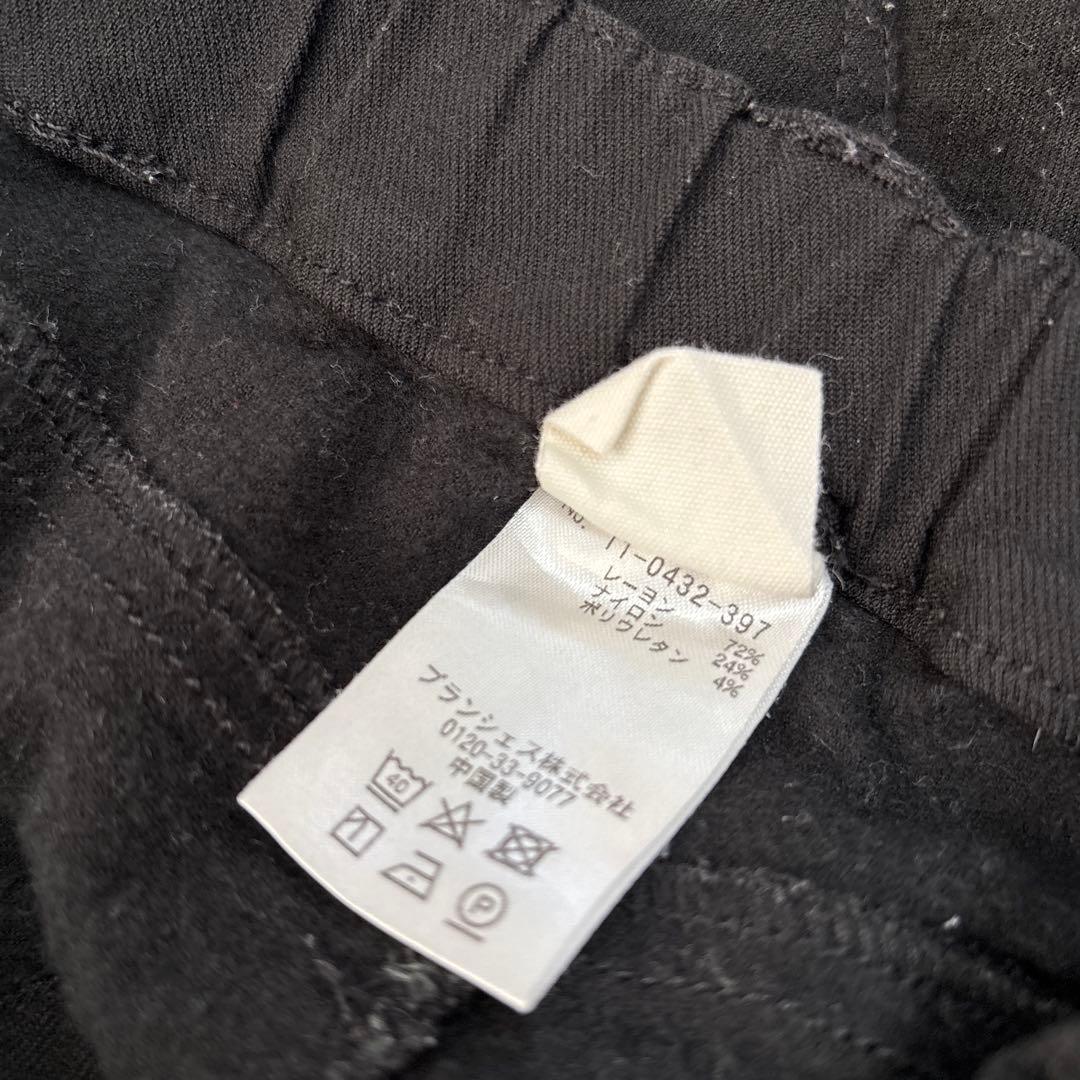 No. 11-0432-397
レーヨン 72%
ナイロン 24%
ポリウレタン 4%
ブランシェス株式会社
0120-33-9077
中国製
40
P